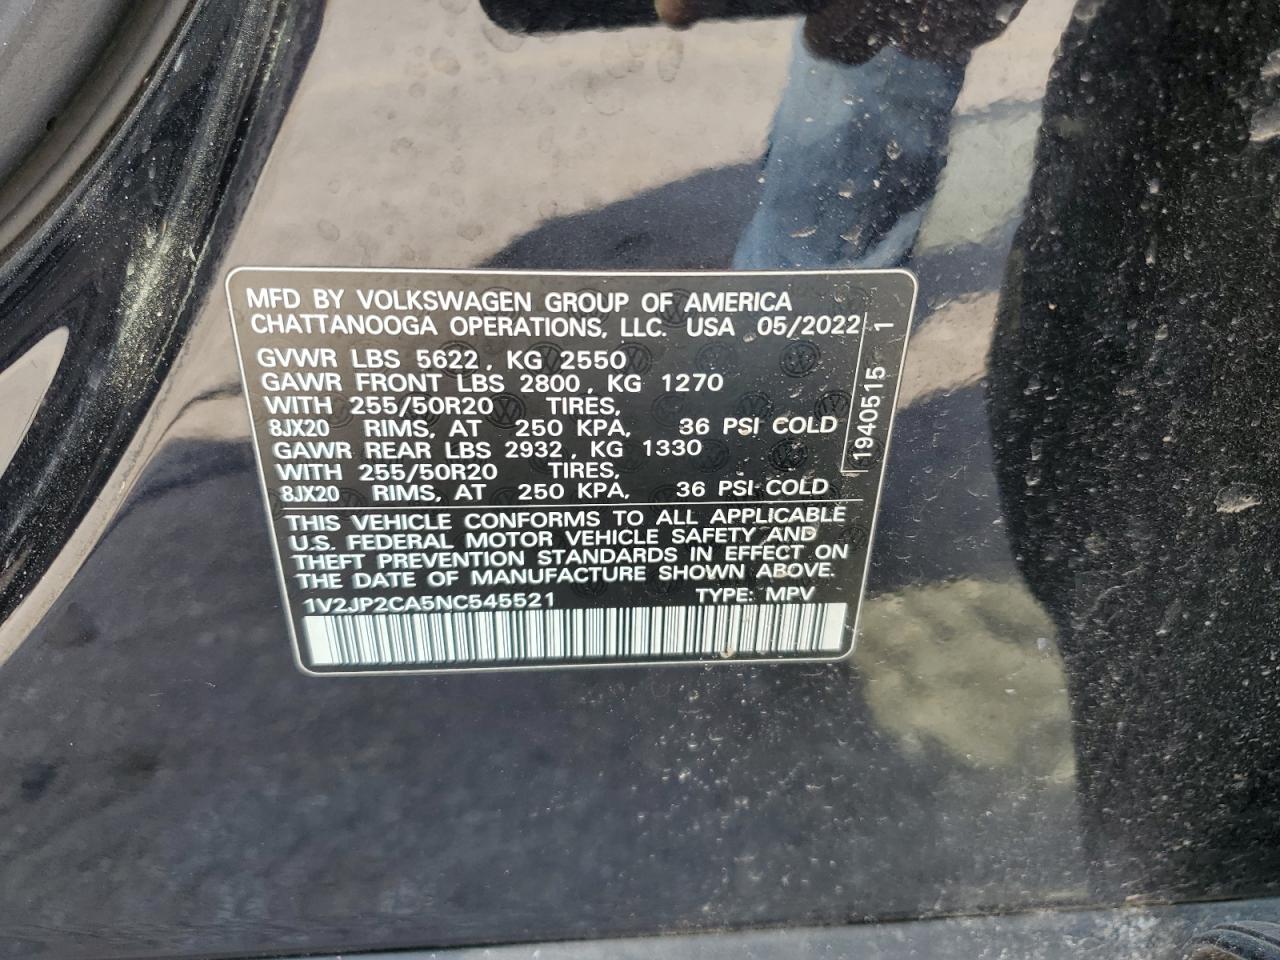 MFD BY VOLKSWAGEN GROUP OF AMERICA
CHATTANOOGA OPERATIONS, LLC. USA 05/2022
GVWR LBS 5622, KG 2550
GAWR FRONT LBS 2800, KG 1270
WITH 255/50R20 TIRES,
8JX20 RIMS, AT 250 KPA, 36 PSI COLD
GAWR REAR LBS 2932, KG 1330
WITH 255/50R20 TIRES,
8JX20 RIMS, AT 250 KPA, 36 PSI COLD
1940515 1
THIS VEHICLE CONFORMS TO ALL APPLICABLE
U.S. FEDERAL MOTOR VEHICLE SAFETY AND
THEFT PREVENTION STANDARDS IN EFFECT ON
THE DATE OF MANUFACTURE SHOWN ABOVE.
1V2JP2CA5NC545521 TYPE: MPV